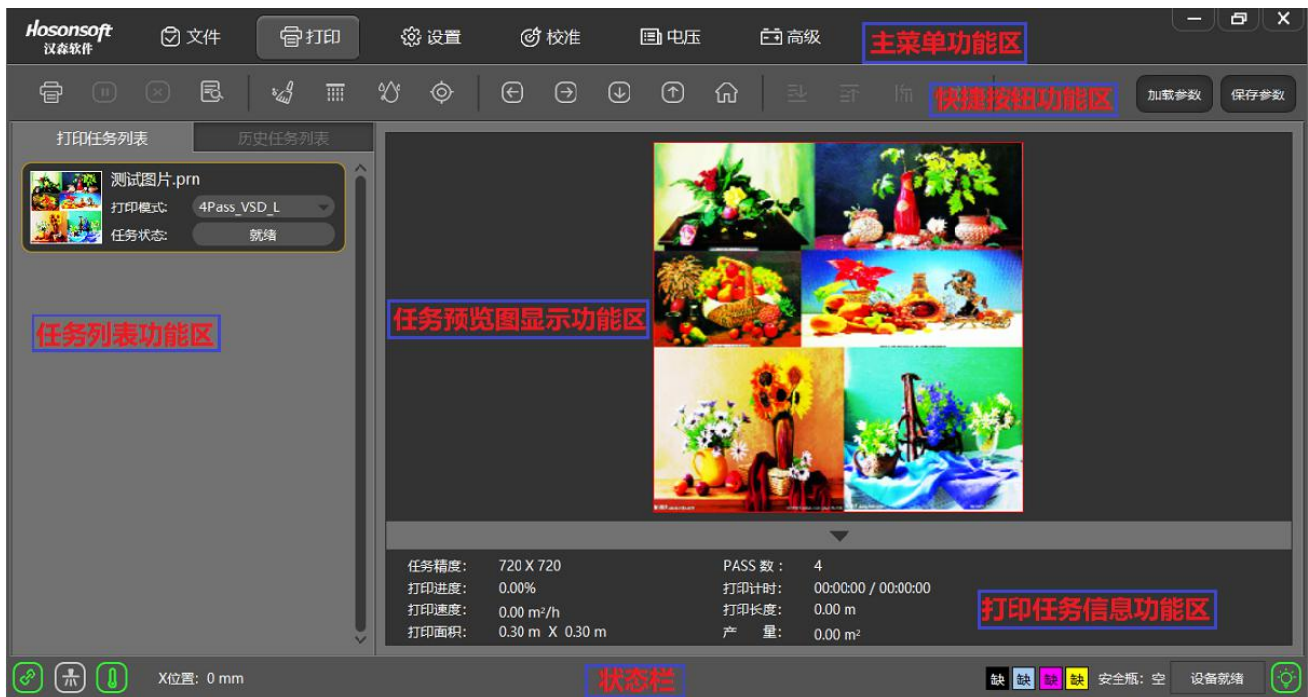 Hosonsoft
汉森软件
文件
打印
设置
校准
电压
高级
主菜单功能区
快捷按钮功能区
加载参数
保存参数
打印任务列表
历史任务列表
测试图片.prn
打印模式:
4Pass_VSD_L
任务状态:
就绪
任务列表功能区
任务预览图显示功能区
任务精度: 720 X 720
PASS 数: 4
打印进度: 0.00%
打印计时: 00:00:00 / 00:00:00
打印速度: 0.00 m²/h
打印长度: 0.00 m
打印面积: 0.30 m X 0.30 m
产 量: 0.00 m²
打印任务信息功能区
X位置: 0 mm
状态栏
缺 缺 缺 缺
安全瓶: 空
设备就绪